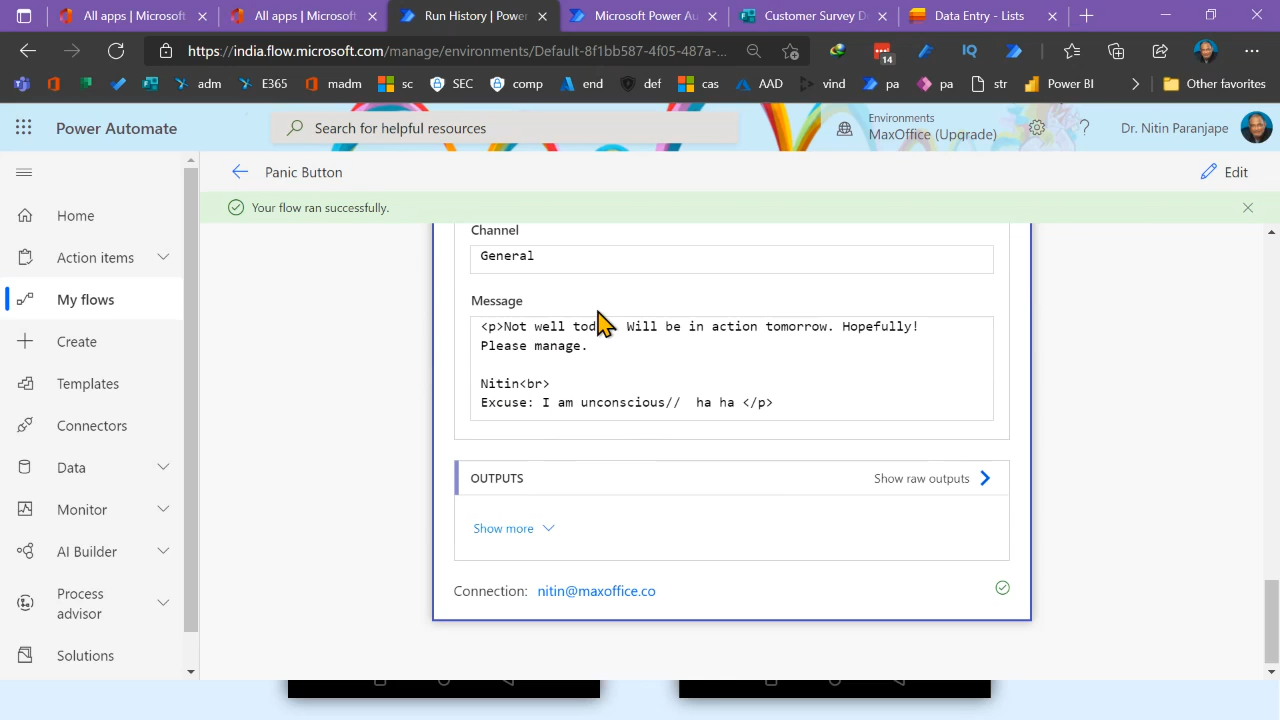 All apps | Microsoft
All apps | Microsoft
Run History | Power
Microsoft Power Au
Customer Survey D
Data Entry - Lists
https://india.flow.microsoft.com/manage/environments/Default-8f1bb587-4f05-487a-...
14
IQ
adm
E365
madm
sc
SEC
comp
end
def
cas
AAD
vind
pa
pa
str
Power BI
Other favorites
Power Automate
Search for helpful resources
Environments
MaxOffice (Upgrade)
Dr. Nitin Paranjape
Home
Action items
My flows
Create
Templates
Connectors
Data
Monitor
AI Builder
Process
advisor
Solutions
Panic Button
Edit
Your flow ran successfully.
Channel
General
Message
<p>Not well tod Will be in action tomorrow. Hopefully!
Please manage.
Nitin<br>
Excuse: I am unconscious// ha ha </p>
OUTPUTS
Show raw outputs
Show more
Connection: nitin@maxoffice.co